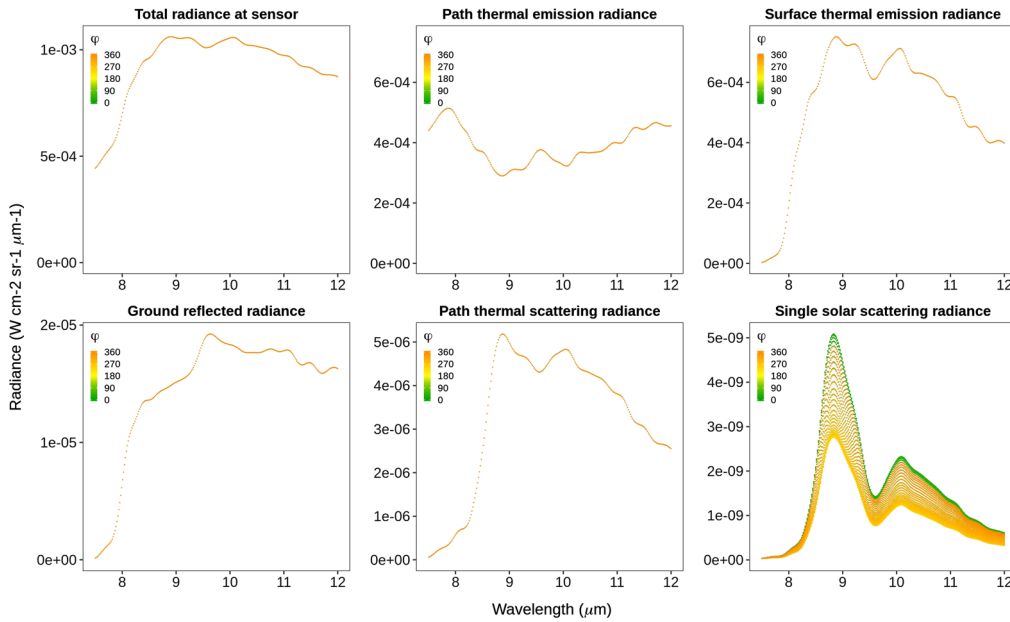 Total radiance at sensor
φ
360
270
180
90
0
1e-03
5e-04
0e+00
8 9 10 11 12
Path thermal emission radiance
φ
360
270
180
90
0
6e-04
4e-04
2e-04
0e+00
8 9 10 11 12
Surface thermal emission radiance
φ
360
270
180
90
0
6e-04
4e-04
2e-04
0e+00
8 9 10 11 12
Radiance (W cm-2 sr-1 μm-1)
Ground reflected radiance
φ
360
270
180
90
0
2e-05
1e-05
0e+00
8 9 10 11 12
Path thermal scattering radiance
φ
360
270
180
90
0
5e-06
4e-06
3e-06
2e-06
1e-06
0e+00
8 9 10 11 12
Single solar scattering radiance
φ
360
270
180
90
0
5e-09
4e-09
3e-09
2e-09
1e-09
0e+00
8 9 10 11 12
Wavelength (μm)